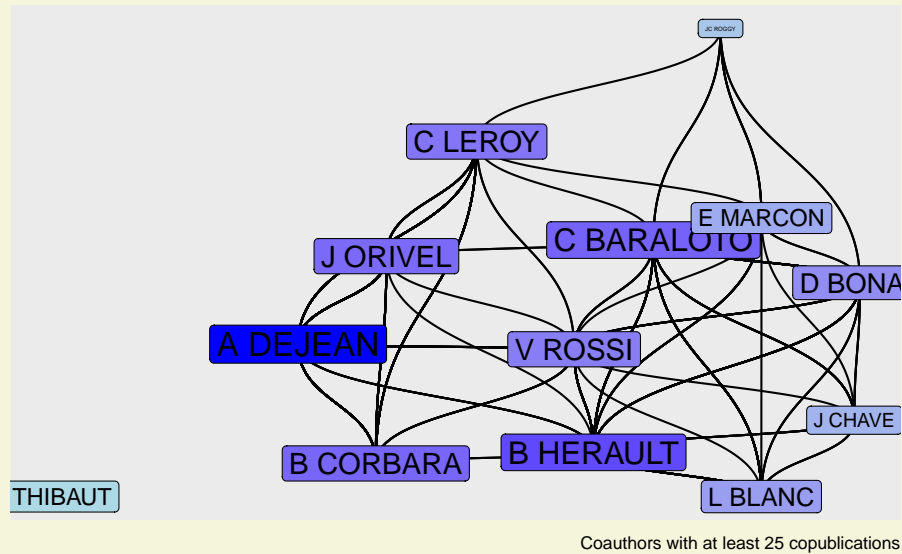 JC ROGGY
C LEROY
E MARCON
C BARALOTO
J ORIVEL
D BONA
A DEJEAN
V ROSSI
J CHAVE
B HERAULT
B CORBARA
THIBAUT
L BLANC
Coauthors with at least 25 copublications